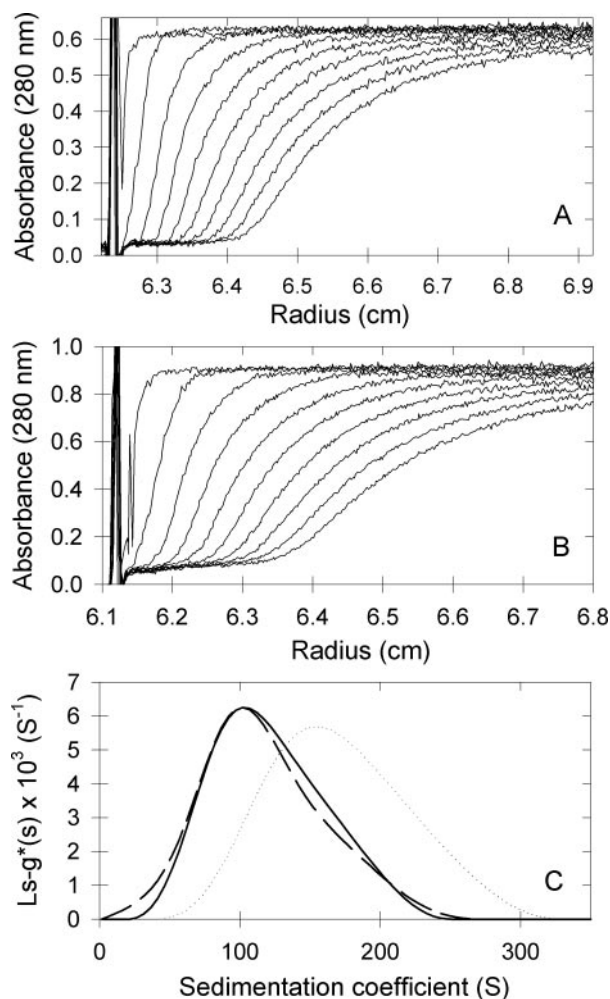 0.6
0.5
0.4
0.3
0.2
0.1
0.0
Absorbance (280 nm)
A
6.3 6.4 6.5 6.6 6.7 6.8 6.9
Radius (cm)
1.0
0.8
0.6
0.4
0.2
0.0
Absorbance (280 nm)
B
6.1 6.2 6.3 6.4 6.5 6.6 6.7 6.8
Radius (cm)
7
6
5
4
3
2
1
0
Ls-g*(s) x 10³ (S⁻¹)
C
0 100 200 300
Sedimentation coefficient (S)